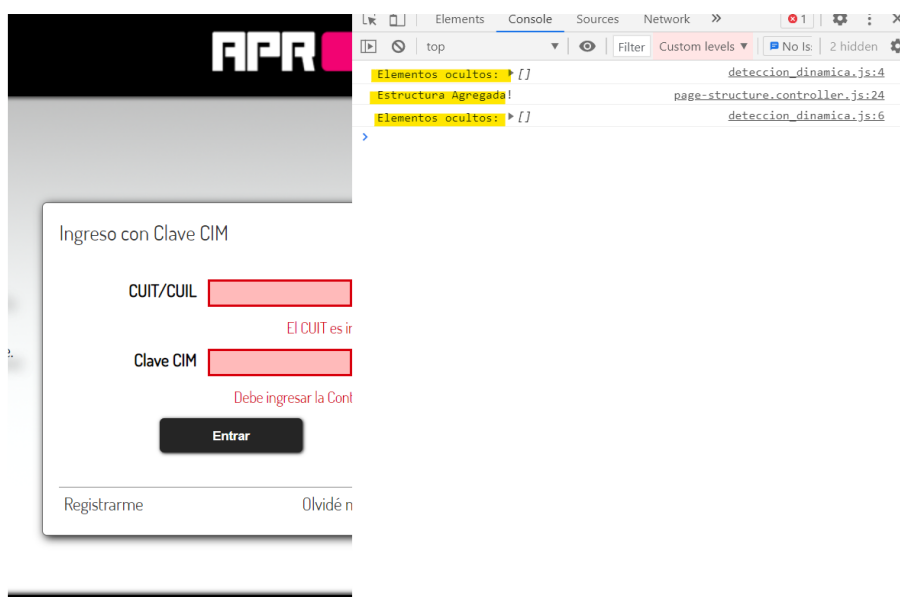 APR
Ingreso con Clave CIM
CUIT/CUIL
El CUIT es in
Clave CIM
Debe ingresar la Cont
Entrar
Registrarme
Olvidé n
e.
Elements Console Sources Network » 1
top Filter Custom levels ▼ No Is: 2 hidden
Elementos ocultos: ▶ [] deteccion_dinamica.js:4
Estructura Agregada! page-structure.controller.js:24
Elementos ocultos: ▶ [] deteccion_dinamica.js:6